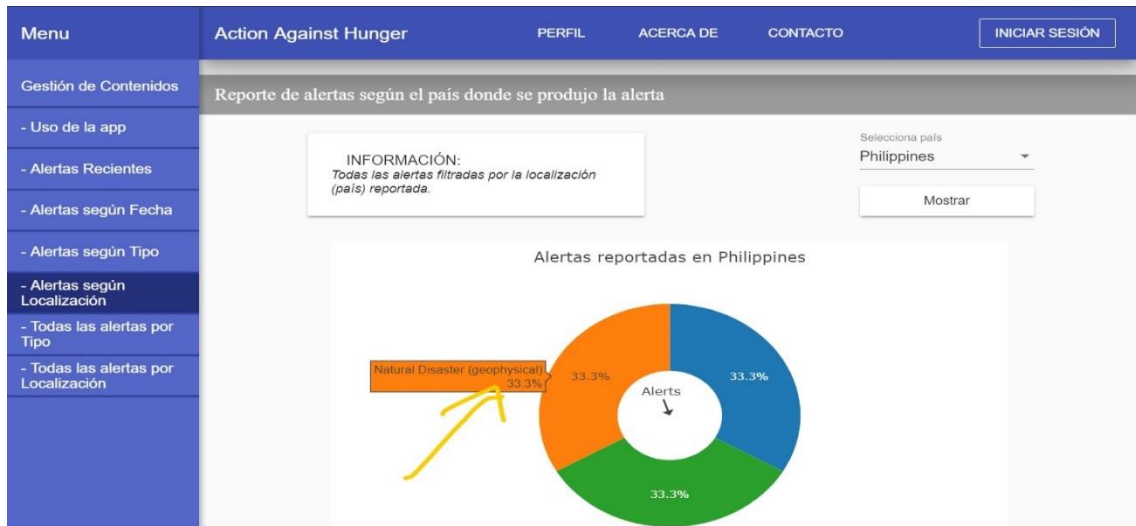 Menu
Action Against Hunger
PERFIL
ACERCA DE
CONTACTO
INICIAR SESIÓN
Gestión de Contenidos
- Uso de la app
- Alertas Recientes
- Alertas según Fecha
- Alertas según Tipo
- Alertas según
Localización
- Todas las alertas por
Tipo
- Todas las alertas por
Localización
Reporte de alertas según el país donde se produjo la alerta
INFORMACIÓN:
Todas las alertas filtradas por la localización
(país) reportada.
Selecciona país
Philippines
Mostrar
Alertas reportadas en Philippines
Natural Disaster (geophysical)
33.3%
33.3%
Alerts
33.3%
33.3%